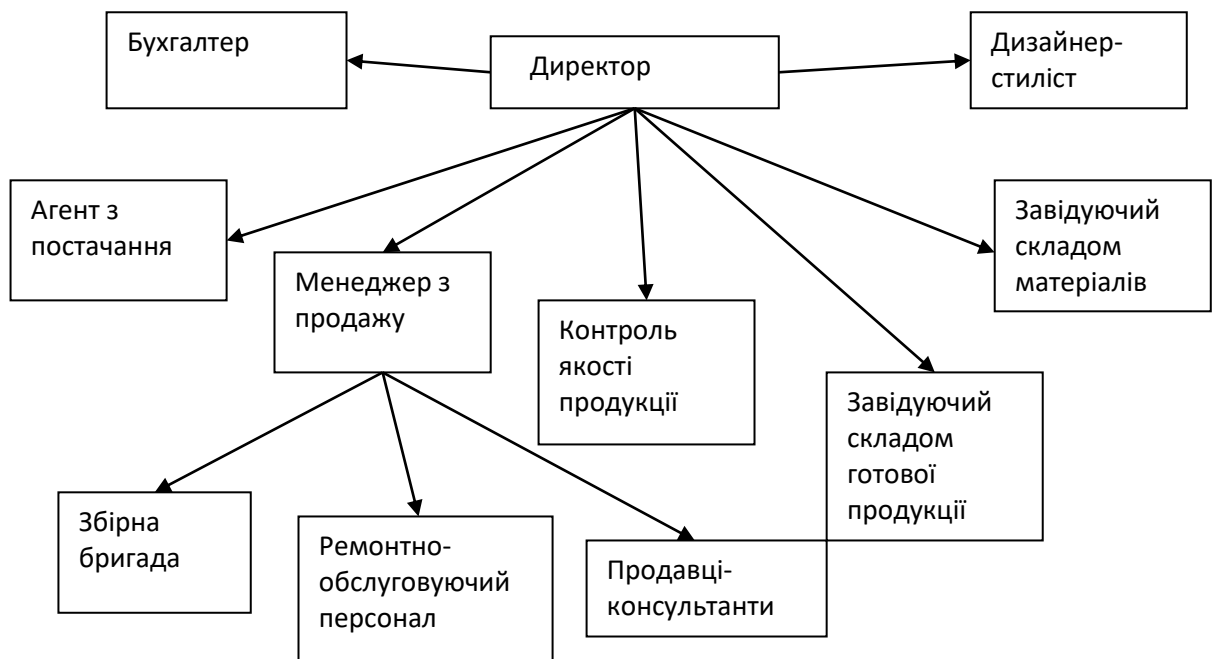 Бухгалтер
Директор
Дизайнер-
стиліст
Агент з
постачання
Менеджер з
продажу
Контроль
якості
продукції
Завідуючий
складом
матеріалів
Завідуючий
складом
готової
продукції
Збірна
бригада
Ремонтно-
обслуговуючий
персонал
Продавці-
консультанти